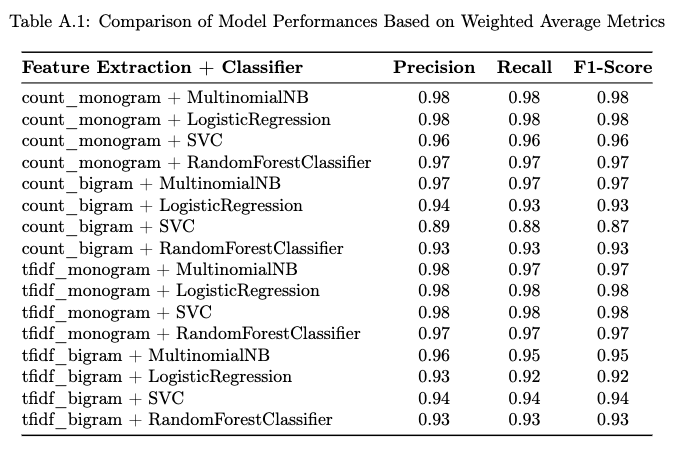 Table A.1: Comparison of Model Performances Based on Weighted Average Metrics
Feature Extraction + Classifier Precision Recall F1-Score
count_monogram + MultinomialNB 0.98 0.98 0.98
count_monogram + LogisticRegression 0.98 0.98 0.98
count_monogram + SVC 0.96 0.96 0.96
count_monogram + RandomForestClassifier 0.97 0.97 0.97
count_bigram + MultinomialNB 0.97 0.97 0.97
count_bigram + LogisticRegression 0.94 0.93 0.93
count_bigram + SVC 0.89 0.88 0.87
count_bigram + RandomForestClassifier 0.93 0.93 0.93
tfidf_monogram + MultinomialNB 0.98 0.97 0.97
tfidf_monogram + LogisticRegression 0.98 0.98 0.98
tfidf_monogram + SVC 0.98 0.98 0.98
tfidf_monogram + RandomForestClassifier 0.97 0.97 0.97
tfidf_bigram + MultinomialNB 0.96 0.95 0.95
tfidf_bigram + LogisticRegression 0.93 0.92 0.92
tfidf_bigram + SVC 0.94 0.94 0.94
tfidf_bigram + RandomForestClassifier 0.93 0.93 0.93